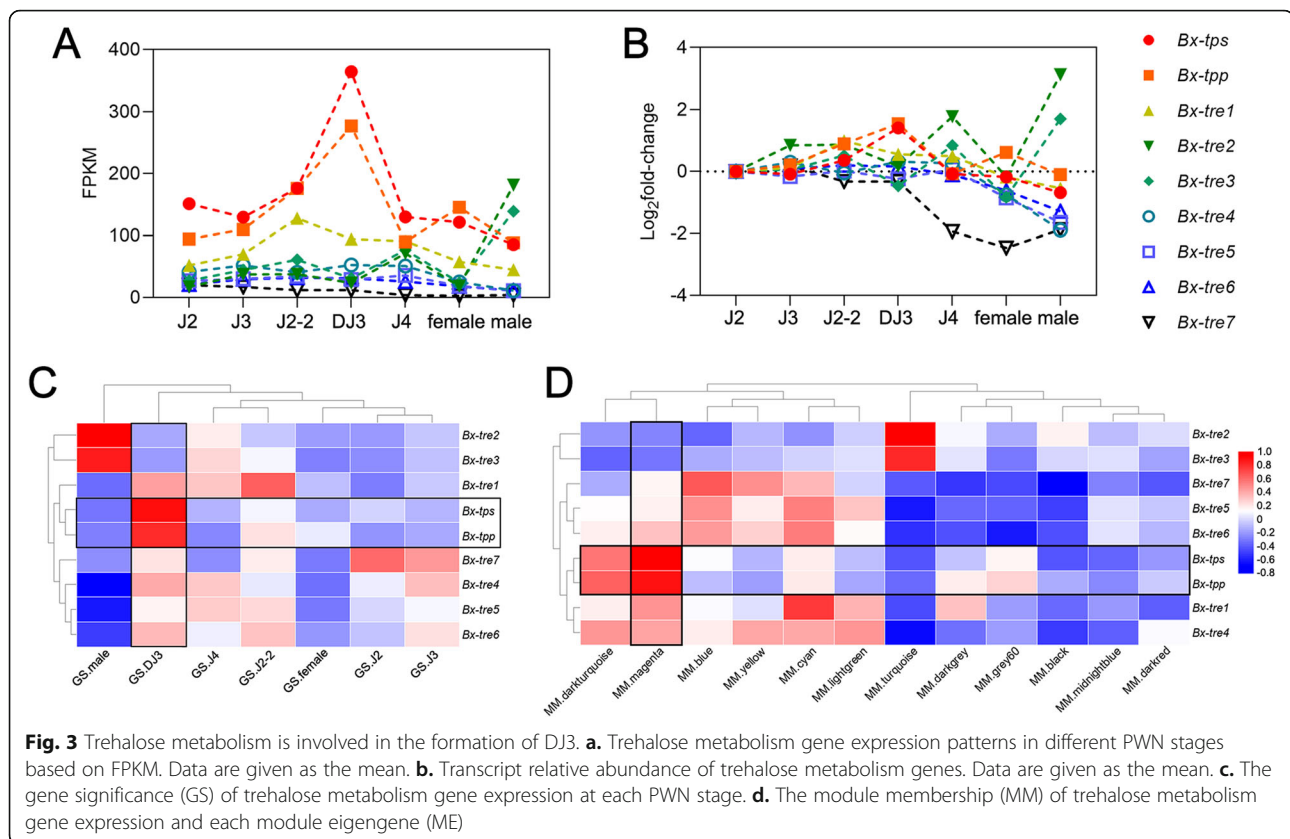 A
FPKM
400
300
200
100
0
J2 J3 J2-2 DJ3 J4 female male
B
Log2fold-change
4
2
0
-2
-4
J2 J3 J2-2 DJ3 J4 female male
Bx-tps
Bx-tpp
Bx-tre1
Bx-tre2
Bx-tre3
Bx-tre4
Bx-tre5
Bx-tre6
Bx-tre7
C
Bx-tre2
Bx-tre3
Bx-tre1
Bx-tps
Bx-tpp
Bx-tre7
Bx-tre4
Bx-tre5
Bx-tre6
GS.male GS.DJ3 GS.J4 GS.J2-2 GS.female GS.J2 GS.J3
D
Bx-tre2
Bx-tre3
Bx-tre7
Bx-tre5
Bx-tre6
Bx-tps
Bx-tpp
Bx-tre1
Bx-tre4
MM.darkturquoise MM.magenta MM.blue MM.yellow MM.cyan MM.lightgreen MM.turquoise MM.darkgrey MM.grey60 MM.black MM.midnightblue MM.darkred
1.0
0.8
0.6
0.4
0.2
0
-0.2
-0.4
-0.6
-0.8
Fig. 3 Trehalose metabolism is involved in the formation of DJ3. a. Trehalose metabolism gene expression patterns in different PWN stages
based on FPKM. Data are given as the mean. b. Transcript relative abundance of trehalose metabolism genes. Data are given as the mean. c. The
gene significance (GS) of trehalose metabolism gene expression at each PWN stage. d. The module membership (MM) of trehalose metabolism
gene expression and each module eigengene (ME)